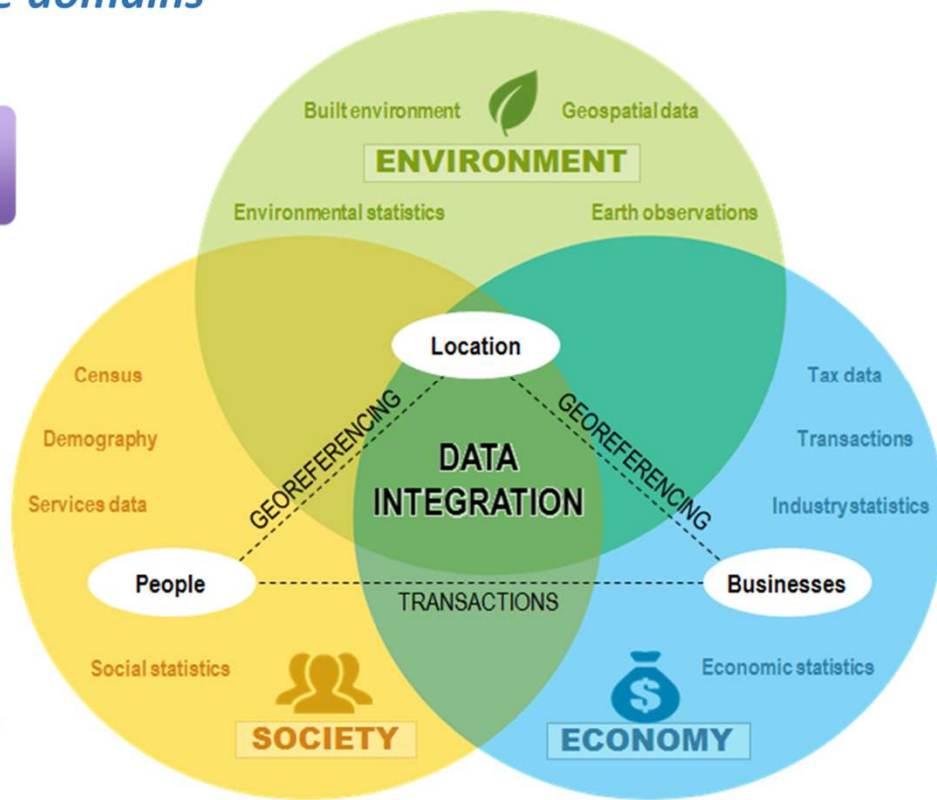 domains
Built environment
Geospatial data
ENVIRONMENT
Environmental statistics
Earth observations
Location
Census
Tax data
GEOREFERENCING
GEOREFERENCING
Demography
Transactions
DATA
INTEGRATION
Services data
Industry statistics
People
Businesses
TRANSACTIONS
Social statistics
Economic statistics
$
SOCIETY
ECONOMY